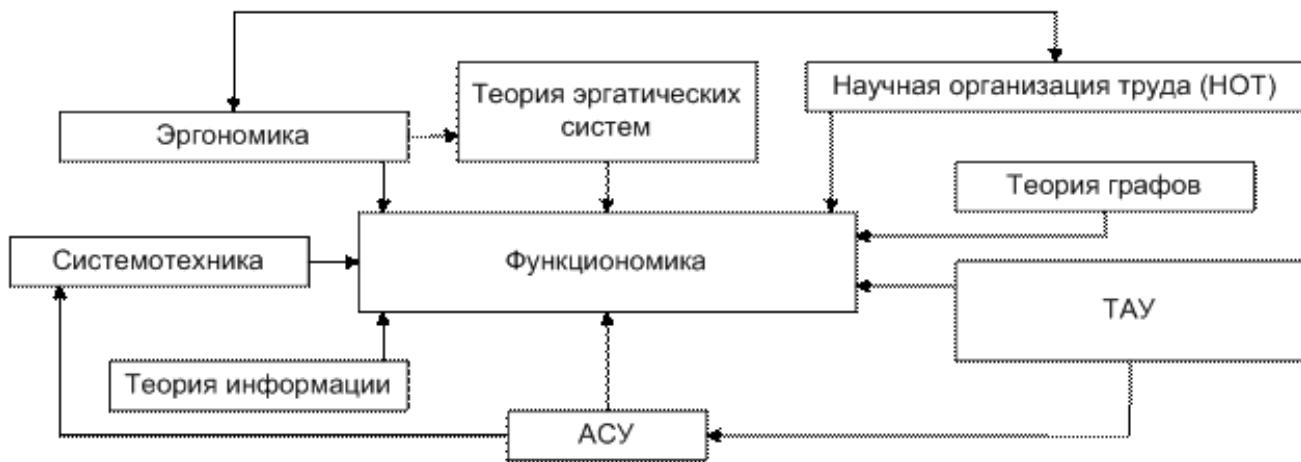 Теория эргатических
систем
Научная организация труда (НОТ)
Эргономика
Теория графов
Системотехника
Функциономика
ТАУ
Теория информации
АСУ